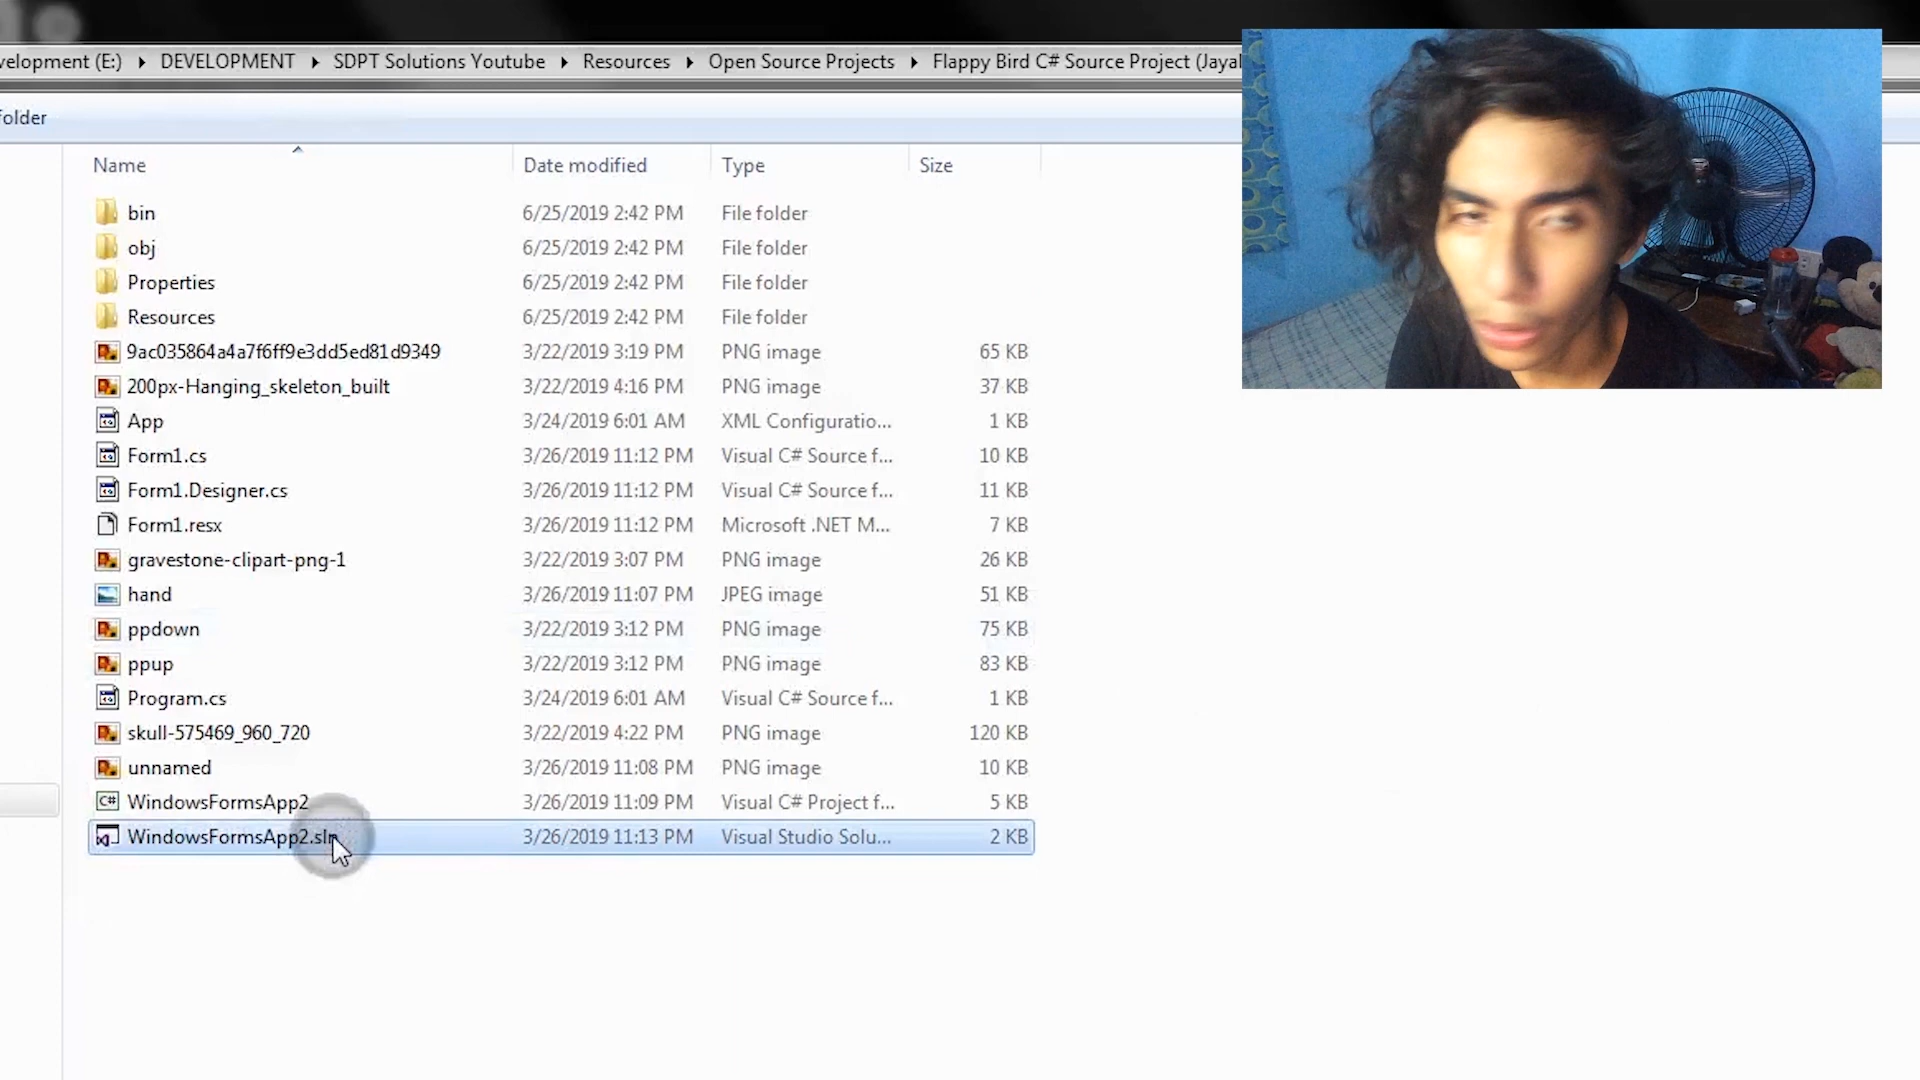 velopment (E:) ▸ DEVELOPMENT ▸ SDPT Solutions Youtube ▸ Resources ▸ Open Source Projects ▸ Flappy Bird C# Source Project (Jayal
folder
Name Date modified Type Size
bin 6/25/2019 2:42 PM File folder
obj 6/25/2019 2:42 PM File folder
Properties 6/25/2019 2:42 PM File folder
Resources 6/25/2019 2:42 PM File folder
9ac035864a4a7f6ff9e3dd5ed81d9349 3/22/2019 3:19 PM PNG image 65 KB
200px-Hanging_skeleton_built 3/22/2019 4:16 PM PNG image 37 KB
App 3/24/2019 6:01 AM XML Configuratio... 1 KB
Form1.cs 3/26/2019 11:12 PM Visual C# Source f... 10 KB
Form1.Designer.cs 3/26/2019 11:12 PM Visual C# Source f... 11 KB
Form1.resx 3/26/2019 11:12 PM Microsoft .NET M... 7 KB
gravestone-clipart-png-1 3/22/2019 3:07 PM PNG image 26 KB
hand 3/26/2019 11:07 PM JPEG image 51 KB
ppdown 3/22/2019 3:12 PM PNG image 75 KB
ppup 3/22/2019 3:12 PM PNG image 83 KB
Program.cs 3/24/2019 6:01 AM Visual C# Source f... 1 KB
skull-575469_960_720 3/22/2019 4:22 PM PNG image 120 KB
unnamed 3/26/2019 11:08 PM PNG image 10 KB
WindowsFormsApp2 3/26/2019 11:09 PM Visual C# Project f... 5 KB
WindowsFormsApp2.sln 3/26/2019 11:13 PM Visual Studio Solu... 2 KB